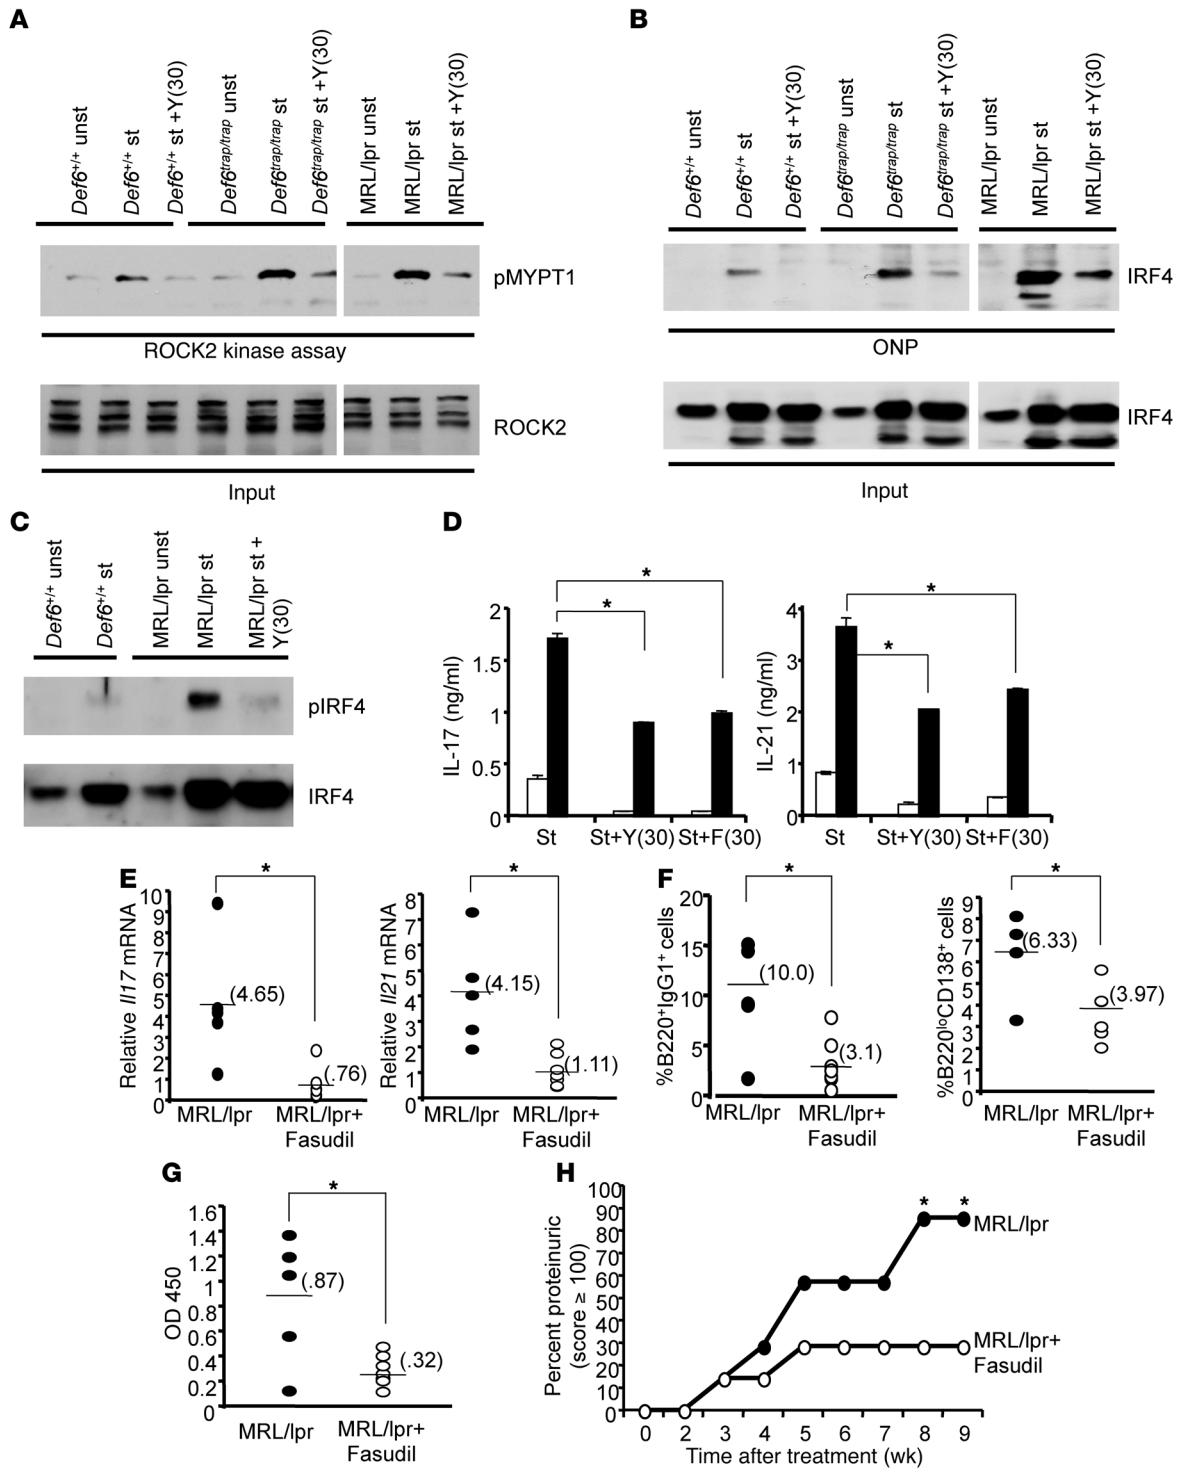 A
Def6+/+ unst
Def6+/+ st
Def6+/+ st +Y(30)
Def6trap/trap unst
Def6trap/trap st
Def6trap/trap st +Y(30)
MRL/lpr unst
MRL/lpr st
MRL/lpr st +Y(30)
pMYPT1
ROCK2 kinase assay
ROCK2
Input
B
Def6+/+ unst
Def6+/+ st
Def6+/+ st +Y(30)
Def6trap/trap unst
Def6trap/trap st
Def6trap/trap st +Y(30)
MRL/lpr unst
MRL/lpr st
MRL/lpr st +Y(30)
IRF4
ONP
IRF4
Input
C
Def6+/+ unst
Def6+/+ st
MRL/lpr unst
MRL/lpr st
MRL/lpr st +
Y(30)
pIRF4
IRF4
D
IL-17 (ng/ml)
2
1.5
1
0.5
0
*
*
St St+Y(30) St+F(30)
IL-21 (ng/ml)
4
3
2
1
0
*
*
St St+Y(30) St+F(30)
E
Relative Il17 mRNA
10
9
8
7
6
5
4
3
2
1
0
*
(4.65)
(.76)
MRL/lpr MRL/lpr+
Fasudil
Relative Il21 mRNA
8
7
6
5
4
3
2
1
0
*
(4.15)
(1.11)
MRL/lpr MRL/lpr+
Fasudil
F
%B220+IgG1+ cells
20
15
10
5
0
*
(10.0)
(3.1)
MRL/lpr MRL/lpr+
Fasudil
%B220loCD138+ cells
9
8
7
6
5
4
3
2
1
0
*
(6.33)
(3.97)
MRL/lpr MRL/lpr+
Fasudil
G
OD 450
1.6
1.4
1.2
1
0.8
0.6
0.4
0.2
0
*
(.87)
(.32)
MRL/lpr MRL/lpr+
Fasudil
H
Percent proteinuric
(score ≥ 100)
100
90
80
60
50
40
30
20
10
0
* *
MRL/lpr
MRL/lpr+
Fasudil
0 2 3 4 5 6 7 8 9
Time after treatment (wk)